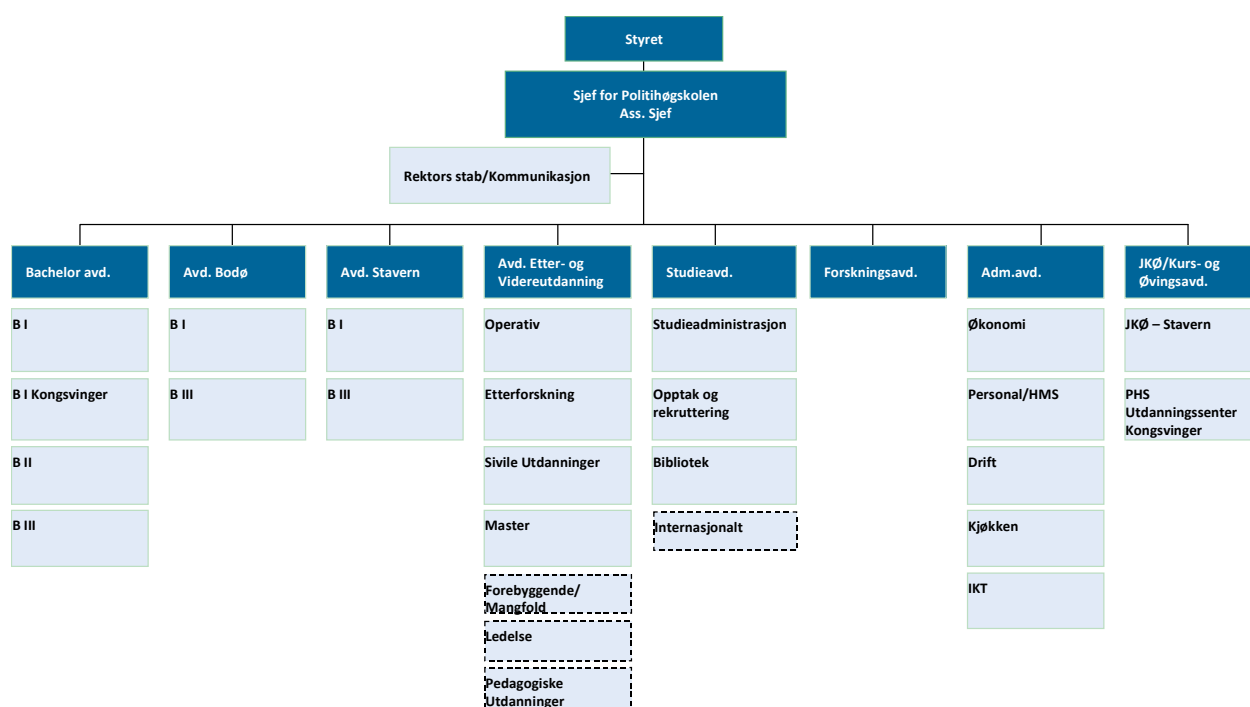 Styret
Sjef for Politihøgskolen
Ass. Sjef
Rektors stab/Kommunikasjon
Bachelor avd.
B I
B I Kongsvinger
B II
B III
Avd. Bodø
B I
B III
Avd. Stavern
B I
B III
Avd. Etter- og
Videreutdanning
Operativ
Etterforskning
Sivile Utdanninger
Master
Forebyggende/
Mangfold
Ledelse
Pedagogiske
Utdanninger
Studieavd.
Studieadministrasjon
Opptak og
rekruttering
Bibliotek
Internasjonalt
Forskningsavd.
Adm.avd.
Økonomi
Personal/HMS
Drift
Kjøkken
IKT
JKØ/Kurs- og
Øvingsavd.
JKØ – Stavern
PHS
Utdanningssenter
Kongsvinger